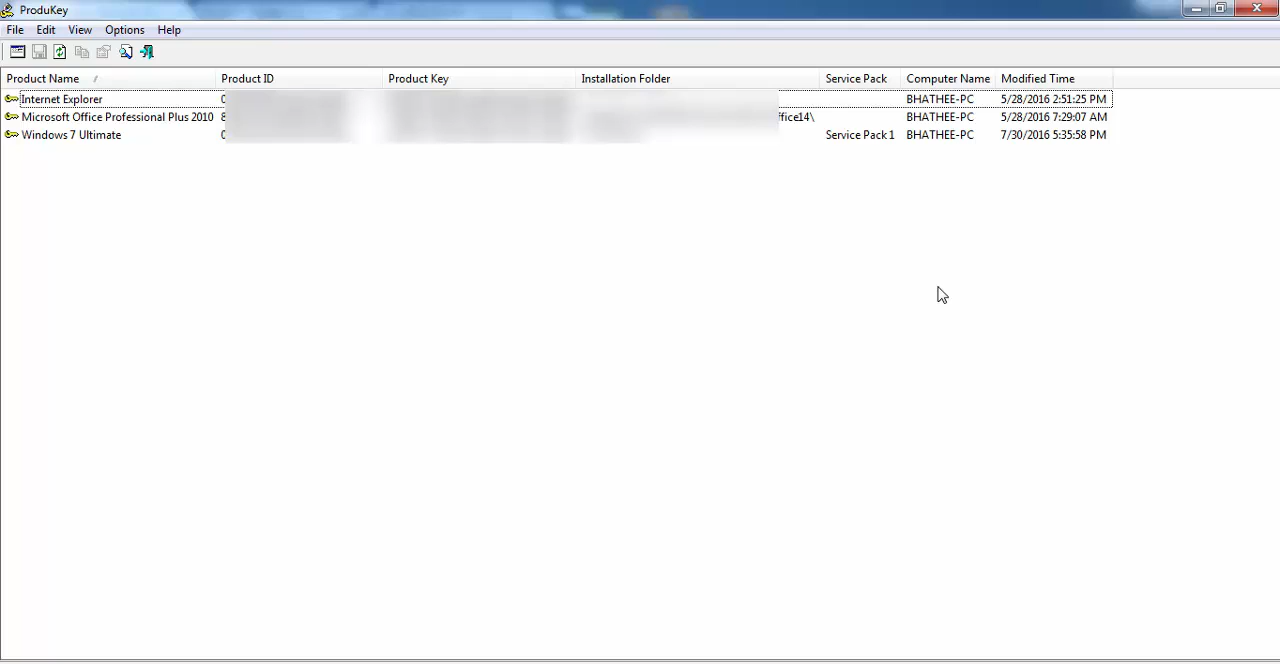 ProduKey
File Edit View Options Help
Product Name Product ID Product Key Installation Folder Service Pack Computer Name Modified Time
Internet Explorer BHATHEE-PC 5/28/2016 2:51:25 PM
Microsoft Office Professional Plus 2010 8 ffice14\ BHATHEE-PC 5/28/2016 7:29:07 AM
Windows 7 Ultimate Service Pack 1 BHATHEE-PC 7/30/2016 5:35:58 PM